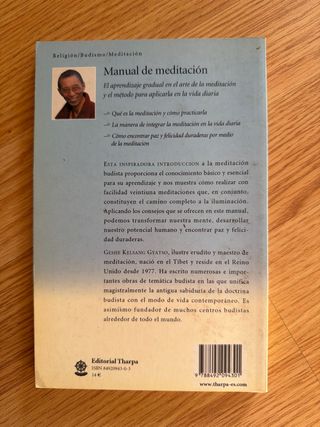 Religión/Budismo/Meditación
Manual de meditación
El aprendizaje gradual en el arte de la meditación
y el método para aplicarla en la vida diaria
Qué es la meditación y cómo practicarla
La manera de integrar la meditación en la vida diaria
Cómo encontrar paz y felicidad duraderas por medio
de la meditación
Esta inspiradora introducción a la meditación
budista proporciona el conocimiento básico y esencial
para su aprendizaje y nos muestra cómo realizar con
facilidad veintiuna meditaciones que, en conjunto,
constituyen el camino completo a la iluminación.
Aplicando los consejos que se ofrecen en este manual,
podemos transformar nuestra mente, desarrollar
nuestro potencial humano y encontrar paz y felici-
dad duraderas.
Gueshe Kelsang Gyatso, ilustre erudito y maestro de
meditación, nació en el Tíbet y reside en el Reino
Unido desde 1977. Ha escrito numerosas e impor-
tantes obras de temática budista en las que unifica
magistralmente la antigua sabiduría de la doctrina
budista con el modo de vida contemporáneo. Es
asimismo fundador de muchos centros budistas
alrededor de todo el mundo.
Editorial Tharpa
14 €
9 788492 094301
www.tharpa-es.com